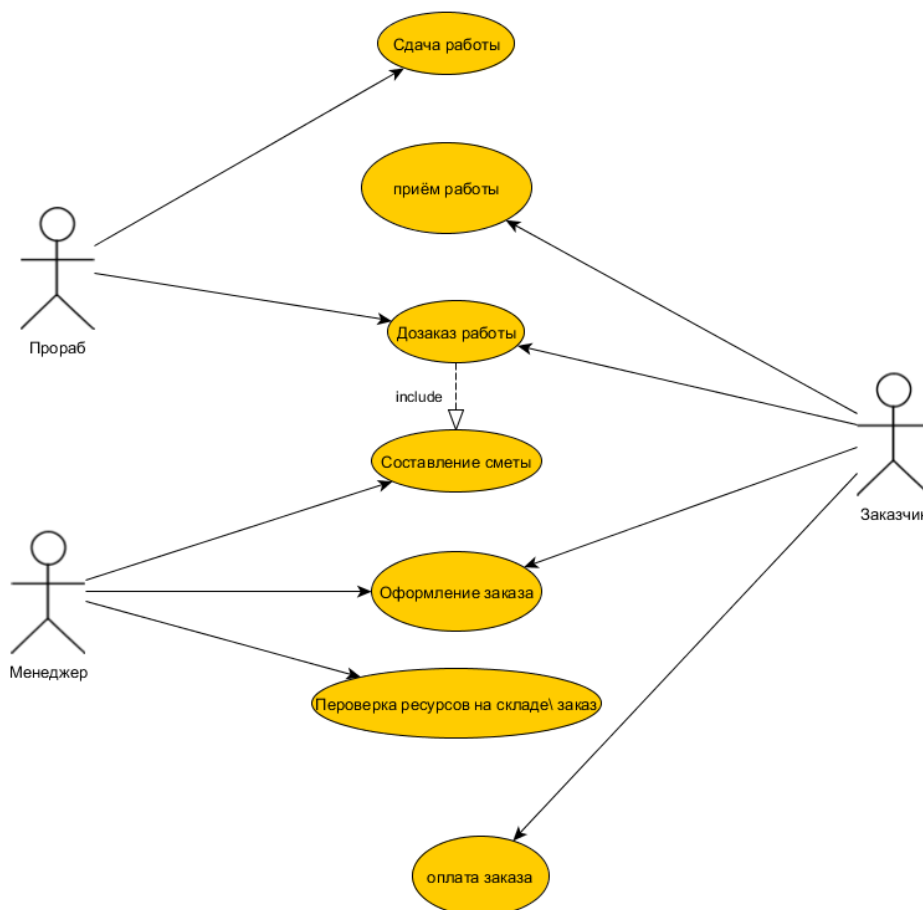 Сдача работы
приём работы
Прораб
Дозаказ работы
include
Составление сметы
Заказчик
Оформление заказа
Менеджер
Пероверка ресурсов на складе\ заказ
оплата заказа